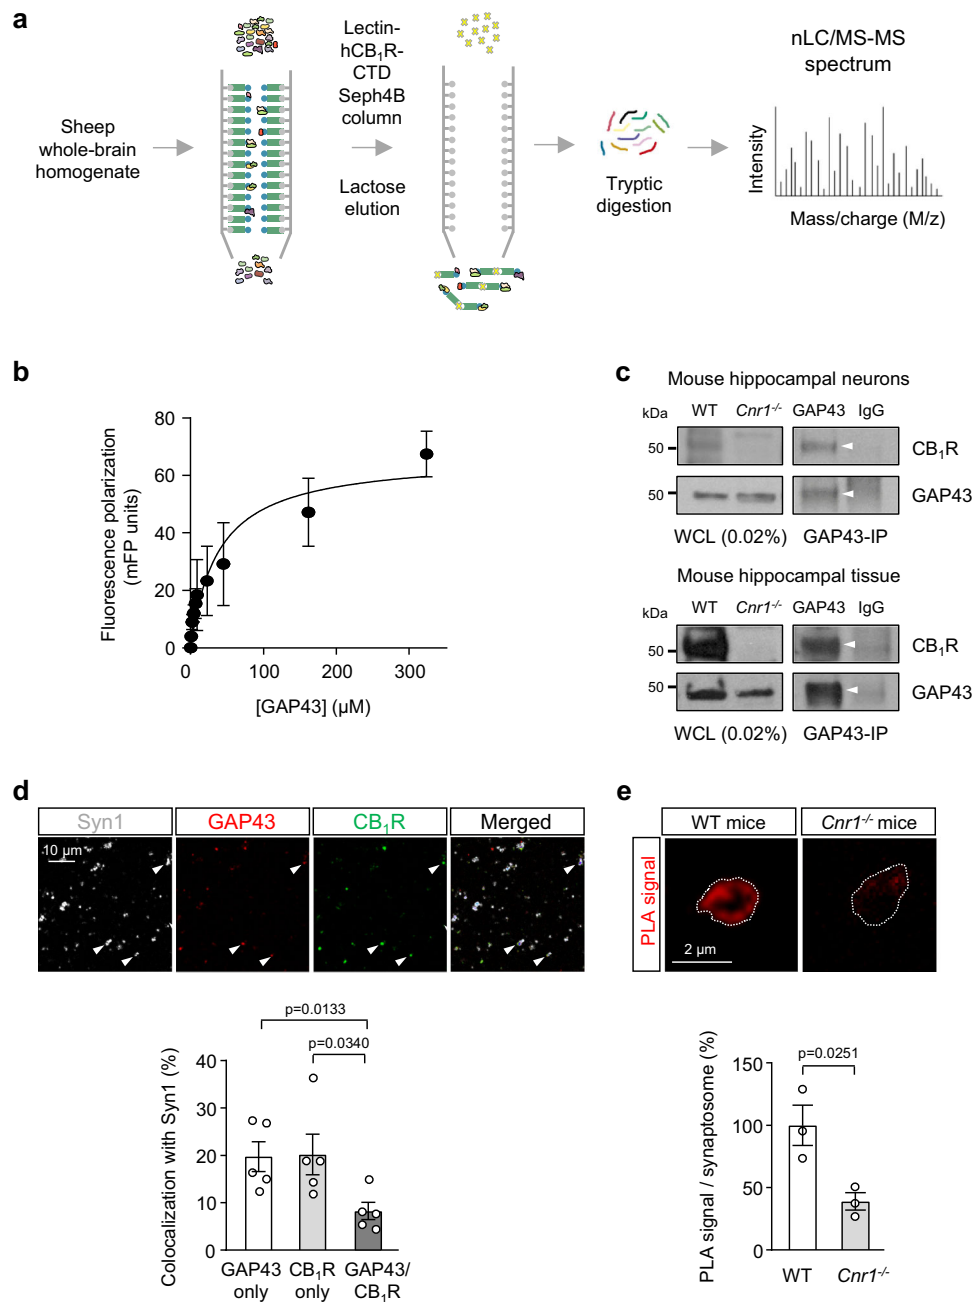 a
Sheep
whole-brain
homogenate
Lectin-
hCB₁R-
CTD
Seph4B
column
Lactose
elution
Tryptic
digestion
nLC/MS-MS
spectrum
Intensity
Mass/charge (M/z)
b
Fluorescence polarization
(mFP units)
80
60
40
20
0
0 100 200 300
[GAP43] (µM)
c
Mouse hippocampal neurons
kDa WT Cnr1⁻/⁻ GAP43 IgG
50 CB₁R
50 GAP43
WCL (0.02%) GAP43-IP
Mouse hippocampal tissue
kDa WT Cnr1⁻/⁻ GAP43 IgG
50 CB₁R
50 GAP43
WCL (0.02%) GAP43-IP
d
Syn1 GAP43 CB₁R Merged
10 µm
p=0.0133
p=0.0340
Colocalization with Syn1 (%)
40
30
20
10
0
GAP43 CB₁R GAP43/
only only CB₁R
e
WT mice Cnr1⁻/⁻ mice
PLA signal
2 µm
p=0.0251
PLA signal / synaptosome (%)
150
100
50
0
WT Cnr1⁻/⁻